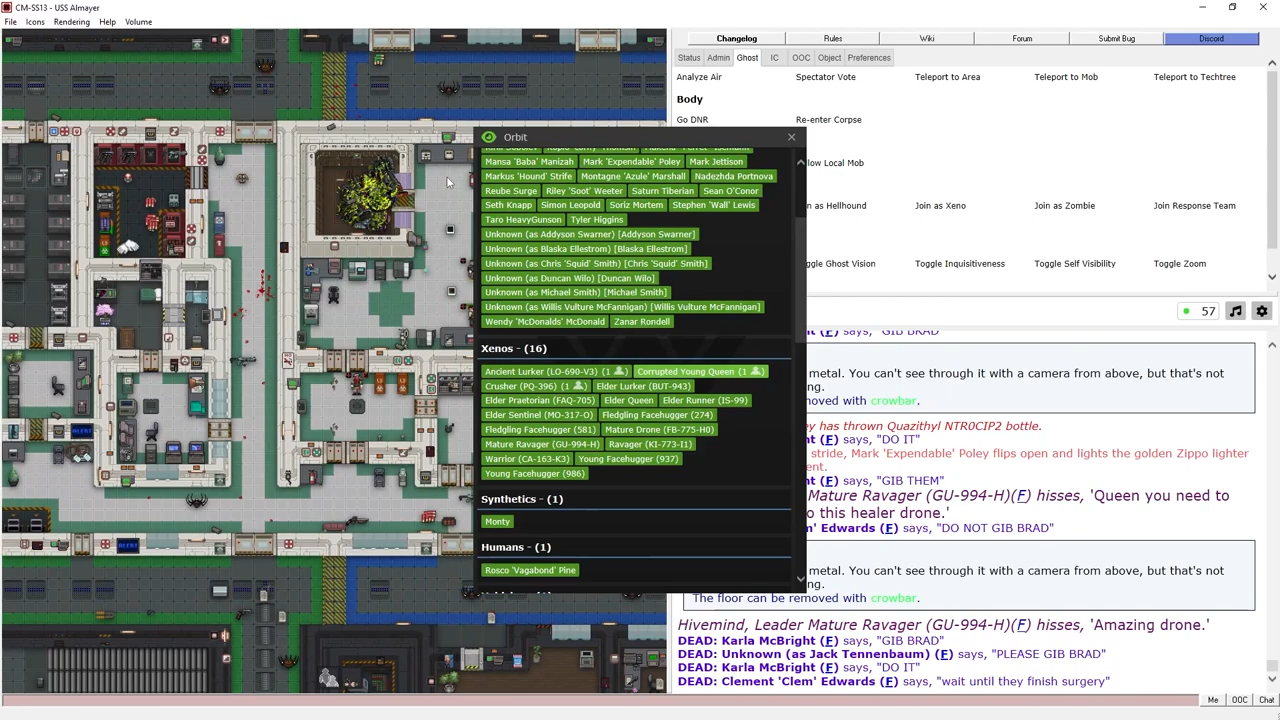 CM-SS13 - USS Almayer
File Icons Rendering Help Volume
Changelog Rules Wiki Forum Submit Bug Discord
Status Admin Ghost IC OOC Object Preferences
Analyze Air Spectator Vote Teleport to Area Teleport to Mob Teleport to Techtree
Body
Go DNR Re-enter Corpse
Orbit
Mansa 'Baba' Manizah Mark 'Expendable' Poley Mark Jettison
Markus 'Hound' Strife Montagne 'Azule' Marshall Nadezhda Portnova
Reube Surge Riley 'Soot' Weeter Saturn Tiberian Sean O'Conor
Seth Knapp Simon Leopold Soriz Mortem Stephen 'Wall' Lewis
Taro HeavyGunson Tyler Higgins
Unknown (as Addyson Swarner) [Addyson Swarner]
Unknown (as Blaska Ellestrom) [Blaska Ellestrom]
Unknown (as Chris 'Squid' Smith) [Chris 'Squid' Smith]
Unknown (as Duncan Wilo) [Duncan Wilo]
Unknown (as Michael Smith) [Michael Smith]
Unknown (as Willis Vulture McFannigan) [Willis Vulture McFannigan]
Wendy 'McDonalds' McDonald Zanar Rondell
Xenos - (16)
Ancient Lurker (LO-690-V3) (1) Corrupted Young Queen (1)
Crusher (PQ-396) (1) Elder Lurker (BUT-943)
Elder Praetorian (FAQ-705) Elder Queen Elder Runner (IS-99)
Elder Sentinel (MO-317-O) Fledgling Facehugger (274)
Fledgling Facehugger (581) Mature Drone (FB-775-H0)
Mature Ravager (GU-994-H) Ravager (KI-773-I1)
Warrior (CA-163-K3) Young Facehugger (937)
Young Facehugger (986)
Synthetics - (1)
Monty
Humans - (1)
Rosco 'Vagabond' Pine
llow Local Mob
in as Hellhound Join as Xeno Join as Zombie Join Response Team
ggle Ghost Vision Toggle Inquisitiveness Toggle Self Visibility Toggle Zoom
57
nt (F) says, "GIB BRAD"
metal. You can't see through it with a camera from above, but that's not
ng.
moved with crowbar.
ey has thrown Quazithyl NTR0CIP2 bottle.
nt (F) says, "DO IT"
stride, Mark 'Expendable' Poley flips open and lights the golden Zippo lighter
ent.
nt (F) says, "GIB THEM"
Mature Ravager (GU-994-H)(F) hisses, 'Queen you need to
o this healer drone.'
em' Edwards (F) says, "DO NOT GIB BRAD"
metal. You can't see through it with a camera from above, but that's not
ng.
The floor can be removed with crowbar.
Hivemind, Leader Mature Ravager (GU-994-H)(F) hisses, 'Amazing drone.'
DEAD: Karla McBright (F) says, "GIB BRAD"
DEAD: Unknown (as Jack Tennenbaum) (F) says, "PLEASE GIB BRAD"
DEAD: Karla McBright (F) says, "DO IT"
DEAD: Clement 'Clem' Edwards (F) says, "wait until they finish surgery"
Me OOC Chat